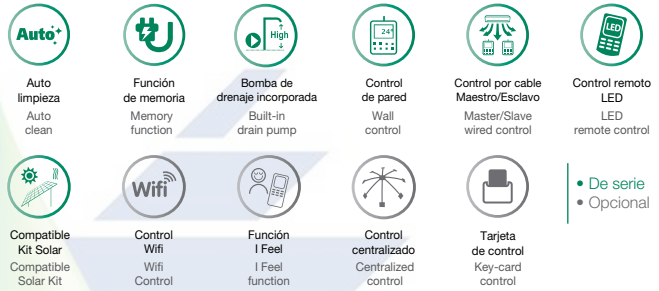 Auto
High
24°
LED
Auto
limpieza
Auto
clean
Función
de memoria
Memory
function
Bomba de
drenaje incorporada
Built-in
drain pump
Control
de pared
Wall
control
Control por cable
Maestro/Esclavo
Master/Slave
wired control
Control remoto
LED
LED
remote control
Wifi
Compatible
Kit Solar
Compatible
Solar Kit
Control
Wifi
Wifi
Control
Función
I Feel
I Feel
function
Control
centralizado
Centralized
control
Tarjeta
de control
Key-card
control
• De serie
• Opcional